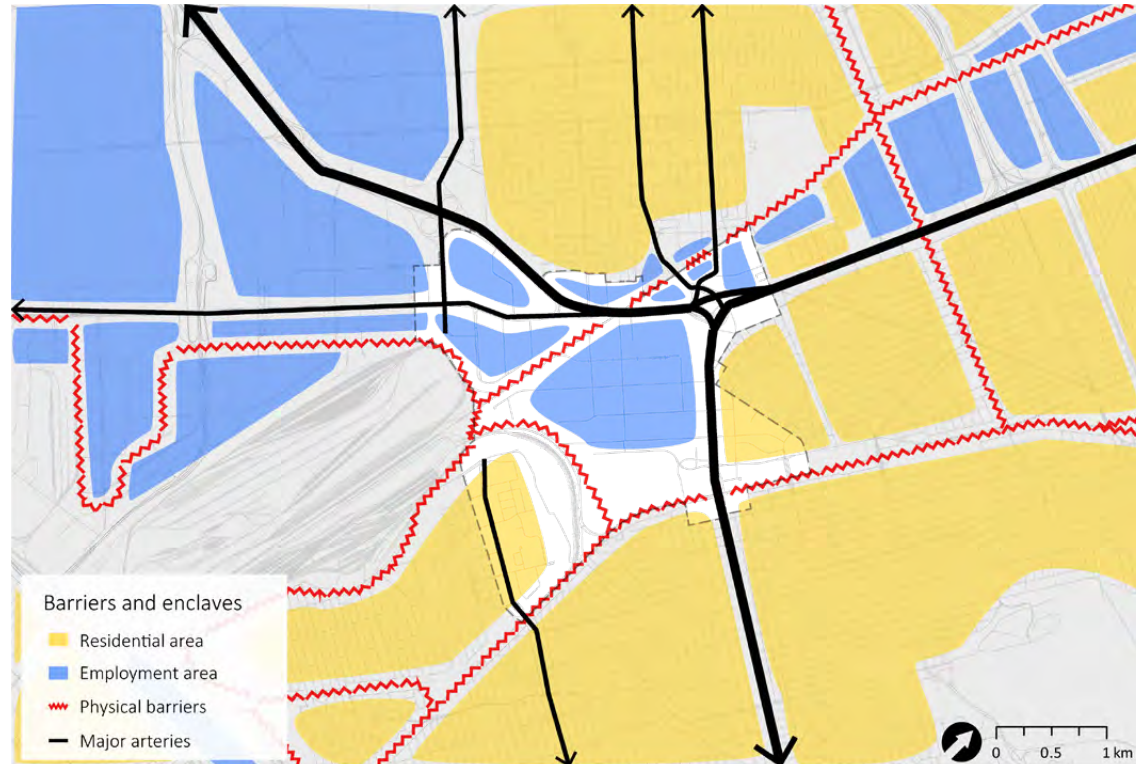 Barriers and enclaves
Residential area
Employment area
Physical barriers
Major arteries
0 0.5 1 km